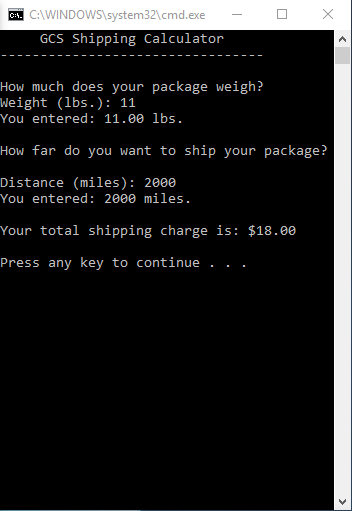 C:\WINDOWS\system32\cmd.exe
GCS Shipping Calculator
---------------------------------
How much does your package weigh?
Weight (lbs.): 11
You entered: 11.00 lbs.
How far do you want to ship your package?
Distance (miles): 2000
You entered: 2000 miles.
Your total shipping charge is: $18.00
Press any key to continue . . .